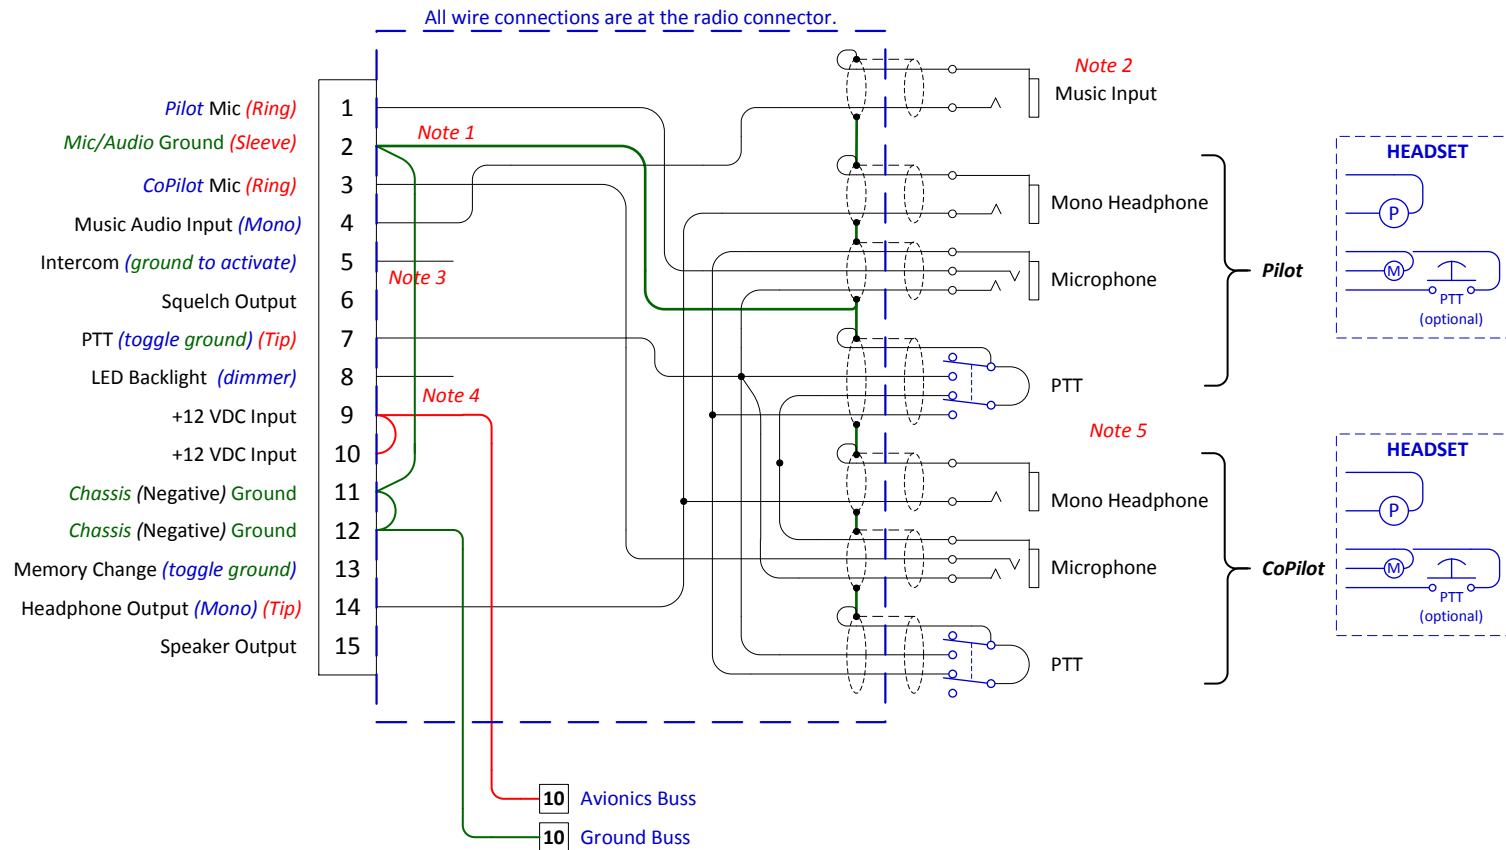 All wire connections are at the radio connector.
Pilot Mic (Ring)
1
Mic/Audio Ground (Sleeve)
2
CoPilot Mic (Ring)
3
Music Audio Input (Mono)
4
Intercom (ground to activate)
5
Squelch Output
6
PTT (toggle ground) (Tip)
7
LED Backlight (dimmer)
8
+12 VDC Input
9
+12 VDC Input
10
Chassis (Negative) Ground
11
Chassis (Negative) Ground
12
Memory Change (toggle ground)
13
Headphone Output (Mono) (Tip)
14
Speaker Output
15
Note 1
Note 3
Note 4
Note 2
Music Input
Mono Headphone
Microphone
PTT
Pilot
Note 5
Mono Headphone
Microphone
PTT
CoPilot
HEADSET
P
M
PTT
(optional)
HEADSET
P
M
PTT
(optional)
10 Avionics Buss
10 Ground Buss